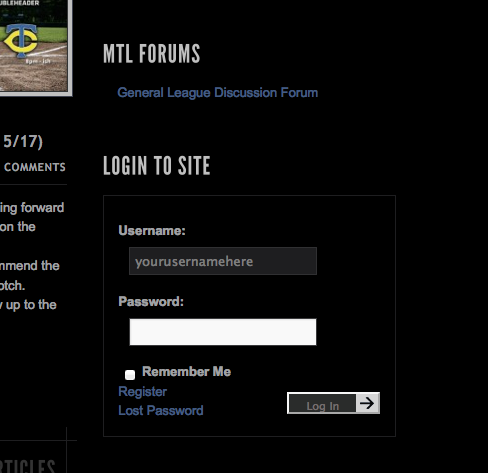 UBLEHEADER
TC
MTL FORUMS
General League Discussion Forum
5/17)
COMMENTS
LOGIN TO SITE
ing forward
on the
Username:
yourusernamehere
mmend the
otch.
Password:
up to the
Remember Me
Register
Log In
Lost Password
RTICLES